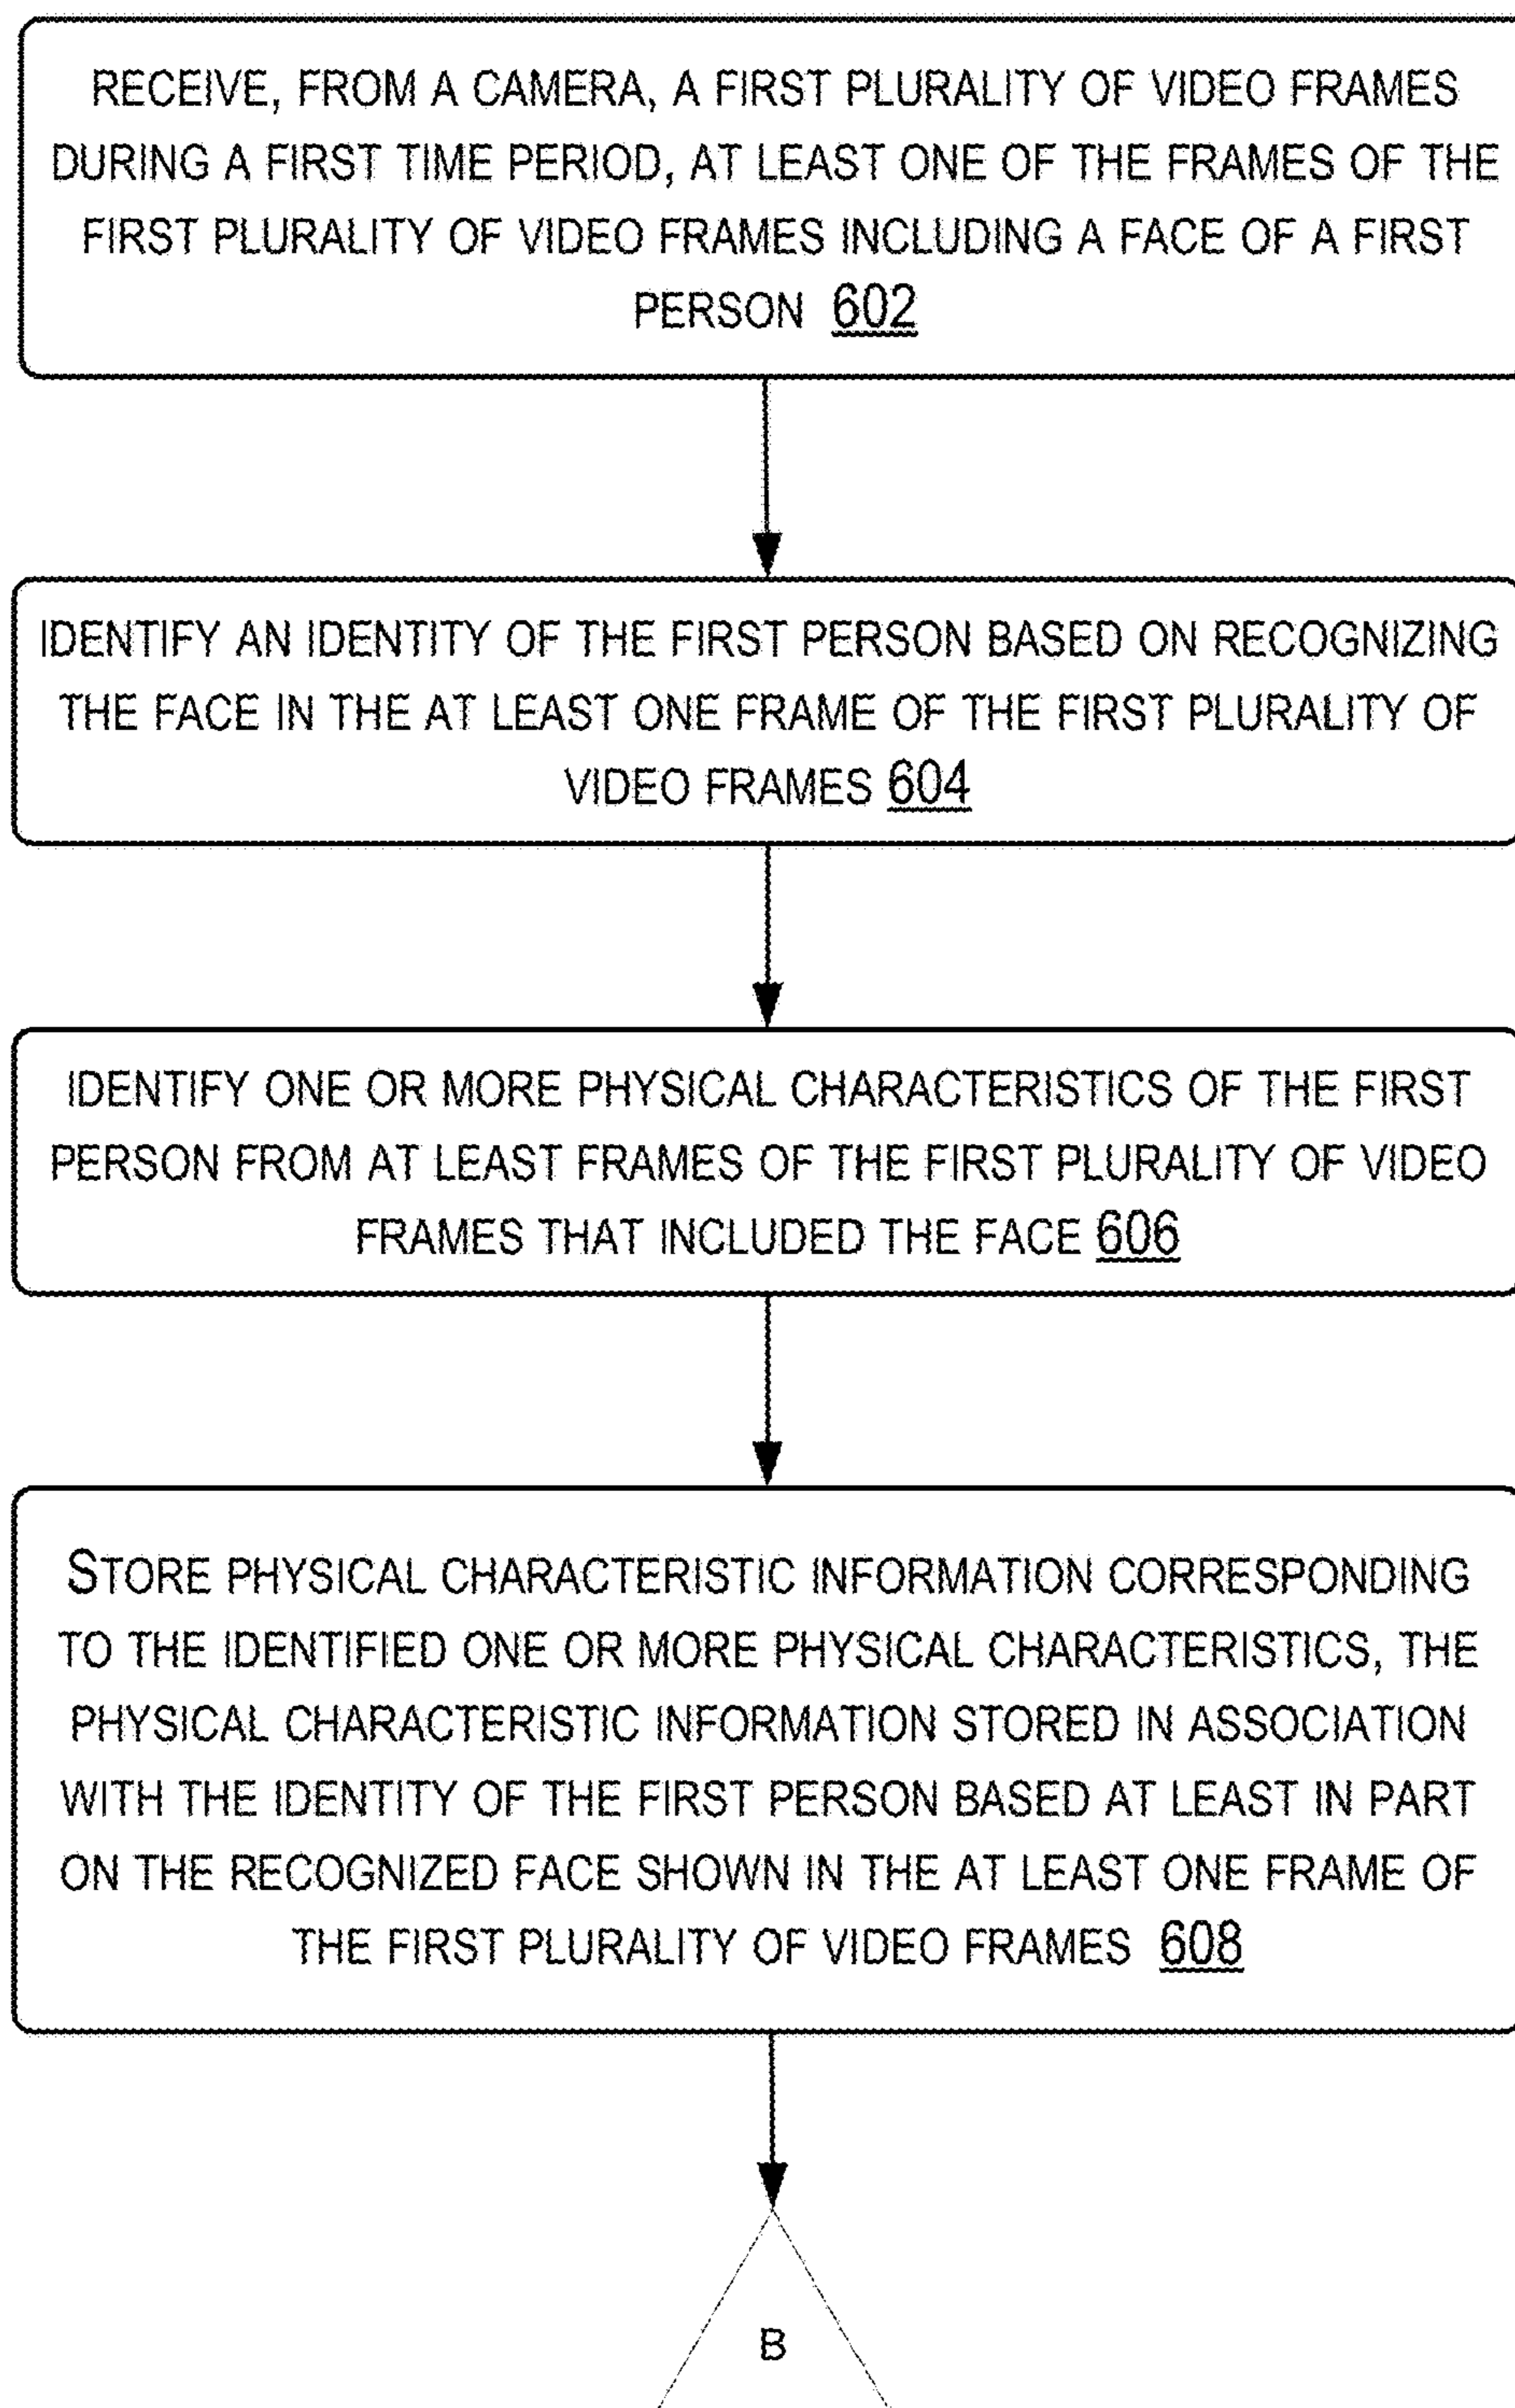 RECEIVE, FROM A CAMERA, A FIRST PLURALITY OF VIDEO FRAMES
DURING A FIRST TIME PERIOD, AT LEAST ONE OF THE FRAMES OF THE
FIRST PLURALITY OF VIDEO FRAMES INCLUDING A FACE OF A FIRST
PERSON 602
IDENTIFY AN IDENTITY OF THE FIRST PERSON BASED ON RECOGNIZING
THE FACE IN THE AT LEAST ONE FRAME OF THE FIRST PLURALITY OF
VIDEO FRAMES 604
IDENTIFY ONE OR MORE PHYSICAL CHARACTERISTICS OF THE FIRST
PERSON FROM AT LEAST FRAMES OF THE FIRST PLURALITY OF VIDEO
FRAMES THAT INCLUDED THE FACE 606
STORE PHYSICAL CHARACTERISTIC INFORMATION CORRESPONDING
TO THE IDENTIFIED ONE OR MORE PHYSICAL CHARACTERISTICS, THE
PHYSICAL CHARACTERISTIC INFORMATION STORED IN ASSOCIATION
WITH THE IDENTITY OF THE FIRST PERSON BASED AT LEAST IN PART
ON THE RECOGNIZED FACE SHOWN IN THE AT LEAST ONE FRAME OF
THE FIRST PLURALITY OF VIDEO FRAMES 608
B